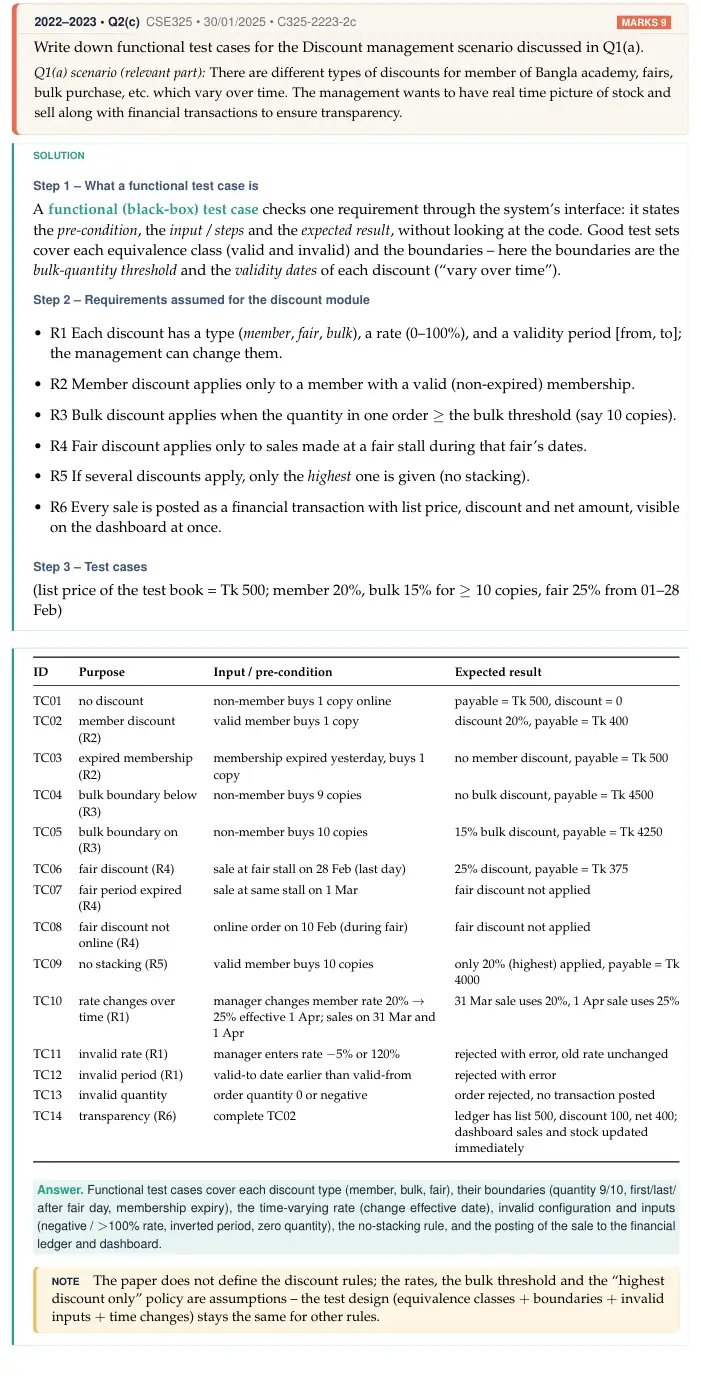 2022–2023 • Q2(c) CSE325 • 30/01/2025 • C325-2223-2c MARKS 9
Write down functional test cases for the Discount management scenario discussed in Q1(a).
Q1(a) scenario (relevant part): There are different types of discounts for member of Bangla academy, fairs,
bulk purchase, etc. which vary over time. The management wants to have real time picture of stock and
sell along with financial transactions to ensure transparency.
SOLUTION
Step 1 – What a functional test case is
A functional (black-box) test case checks one requirement through the system's interface: it states
the pre-condition, the input / steps and the expected result, without looking at the code. Good test sets
cover each equivalence class (valid and invalid) and the boundaries – here the boundaries are the
bulk-quantity threshold and the validity dates of each discount (“vary over time”).
Step 2 – Requirements assumed for the discount module
• R1 Each discount has a type (member, fair, bulk), a rate (0–100%), and a validity period [from, to];
the management can change them.
• R2 Member discount applies only to a member with a valid (non-expired) membership.
• R3 Bulk discount applies when the quantity in one order ≥ the bulk threshold (say 10 copies).
• R4 Fair discount applies only to sales made at a fair stall during that fair's dates.
• R5 If several discounts apply, only the highest one is given (no stacking).
• R6 Every sale is posted as a financial transaction with list price, discount and net amount, visible
on the dashboard at once.
Step 3 – Test cases
(list price of the test book = Tk 500; member 20%, bulk 15% for ≥ 10 copies, fair 25% from 01–28
Feb)
ID Purpose Input / pre-condition Expected result
TC01 no discount non-member buys 1 copy online payable = Tk 500, discount = 0
TC02 member discount valid member buys 1 copy discount 20%, payable = Tk 400
(R2)
TC03 expired membership membership expired yesterday, buys 1 no member discount, payable = Tk 500
(R2) copy
TC04 bulk boundary below non-member buys 9 copies no bulk discount, payable = Tk 4500
(R3)
TC05 bulk boundary on non-member buys 10 copies 15% bulk discount, payable = Tk 4250
(R3)
TC06 fair discount (R4) sale at fair stall on 28 Feb (last day) 25% discount, payable = Tk 375
TC07 fair period expired sale at same stall on 1 Mar fair discount not applied
(R4)
TC08 fair discount not online order on 10 Feb (during fair) fair discount not applied
online (R4)
TC09 no stacking (R5) valid member buys 10 copies only 20% (highest) applied, payable = Tk
4000
TC10 rate changes over manager changes member rate 20% → 31 Mar sale uses 20%, 1 Apr sale uses 25%
time (R1) 25% effective 1 Apr; sales on 31 Mar and
1 Apr
TC11 invalid rate (R1) manager enters rate −5% or 120% rejected with error, old rate unchanged
TC12 invalid period (R1) valid-to date earlier than valid-from rejected with error
TC13 invalid quantity order quantity 0 or negative order rejected, no transaction posted
TC14 transparency (R6) complete TC02 ledger has list 500, discount 100, net 400;
dashboard sales and stock updated
immediately
Answer. Functional test cases cover each discount type (member, bulk, fair), their boundaries (quantity 9/10, first/last/
after fair day, membership expiry), the time-varying rate (change effective date), invalid configuration and inputs
(negative / >100% rate, inverted period, zero quantity), the no-stacking rule, and the posting of the sale to the financial
ledger and dashboard.
NOTE The paper does not define the discount rules; the rates, the bulk threshold and the “highest
discount only” policy are assumptions – the test design (equivalence classes + boundaries + invalid
inputs + time changes) stays the same for other rules.